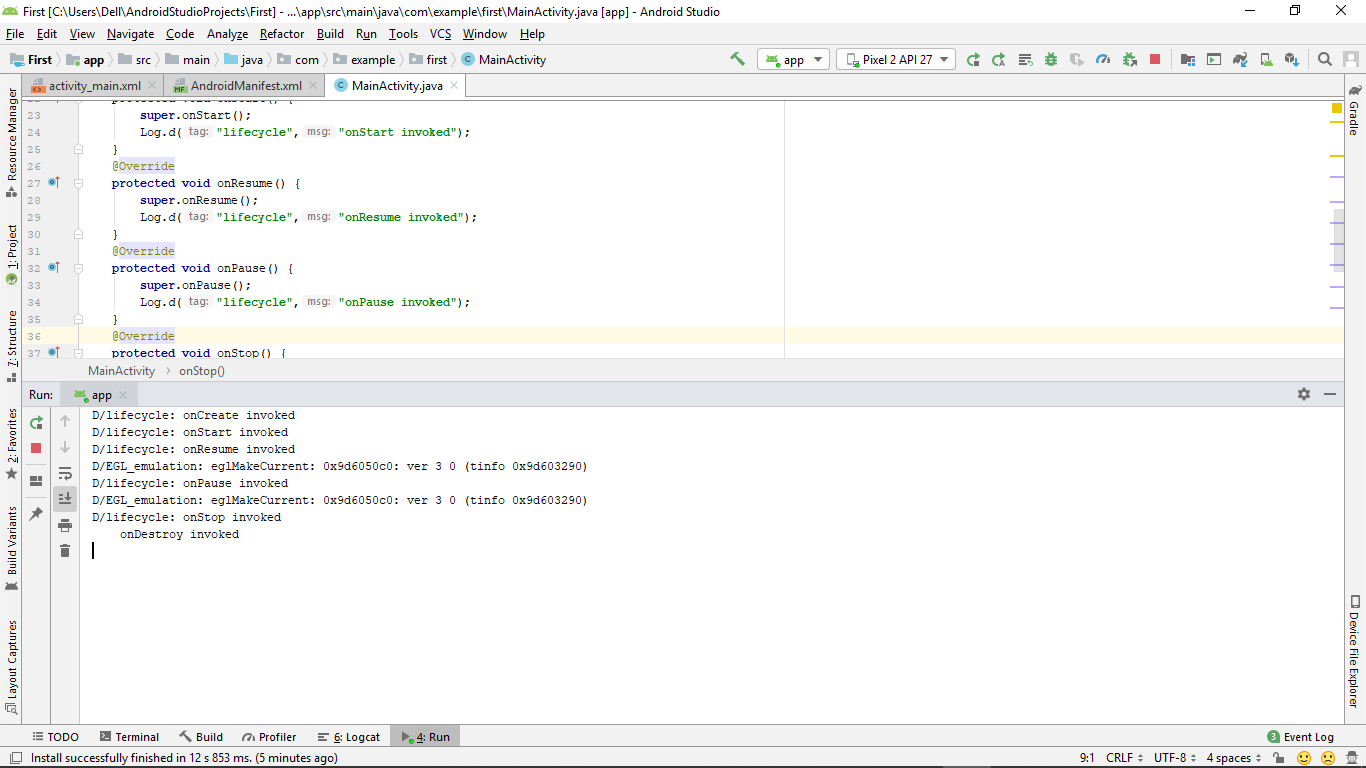 First [C:\Users\Dell\AndroidStudioProjects\First] - ...\app\src\main\java\com\example\first\MainActivity.java [app] - Android Studio
File Edit View Navigate Code Analyze Refactor Build Run Tools VCS Window Help
First app src main java com example first MainActivity app Pixel 2 API 27
activity_main.xml AndroidManifest.xml MainActivity.java
23 super.onStart();
24 Log.d( tag: "lifecycle", msg: "onStart invoked");
25 }
26 @Override
27 protected void onResume() {
28 super.onResume();
29 Log.d( tag: "lifecycle", msg: "onResume invoked");
30 }
31 @Override
32 protected void onPause() {
33 super.onPause();
34 Log.d( tag: "lifecycle", msg: "onPause invoked");
35 }
36 @Override
37 protected void onStop() {
MainActivity onStop()
Run: app
D/lifecycle: onCreate invoked
D/lifecycle: onStart invoked
D/lifecycle: onResume invoked
D/EGL_emulation: eglMakeCurrent: 0x9d6050c0: ver 3 0 (tinfo 0x9d603290)
D/lifecycle: onPause invoked
D/EGL_emulation: eglMakeCurrent: 0x9d6050c0: ver 3 0 (tinfo 0x9d603290)
D/lifecycle: onStop invoked
onDestroy invoked
Resource Manager
1: Project
7: Structure
2: Favorites
Build Variants
Layout Captures
Gradle
Device File Explorer
TODO Terminal Build Profiler 6: Logcat 4: Run 3 Event Log
Install successfully finished in 12 s 853 ms. (5 minutes ago) 9:1 CRLF UTF-8 4 spaces